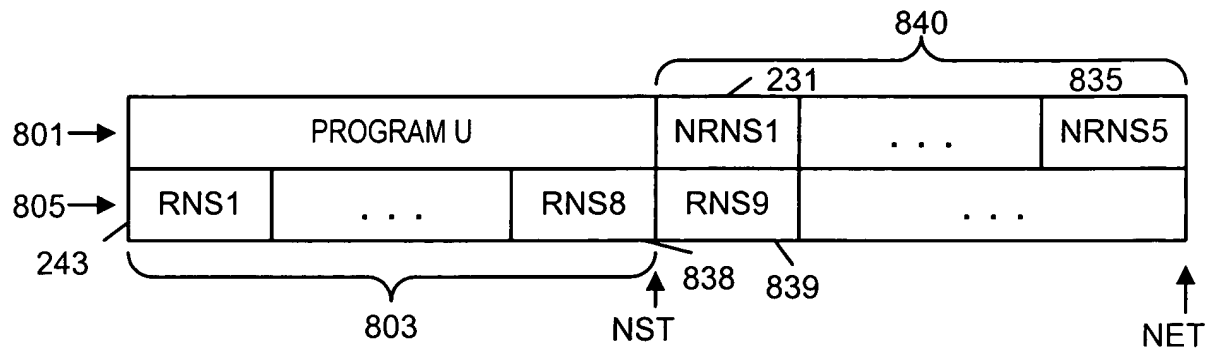 840
231 835
801 PROGRAM U NRNS1 . . . NRNS5
805 RNS1 . . . RNS8 RNS9 . . .
243 838 839
803 NST NET